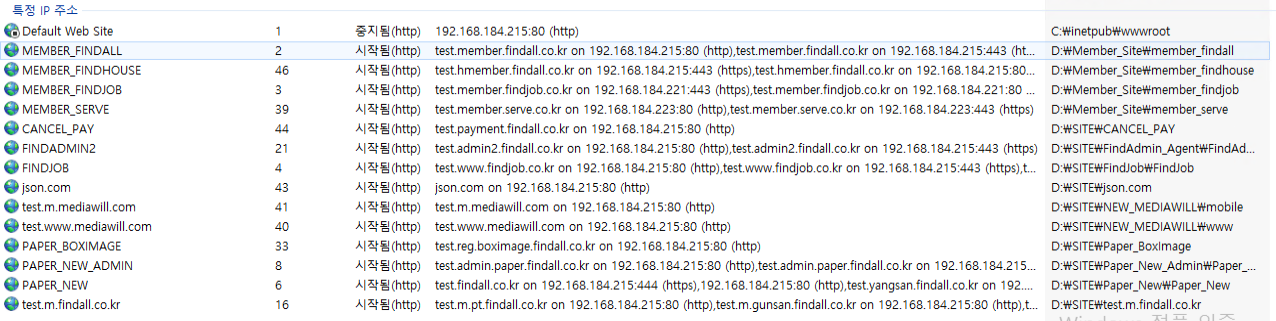 특정 IP 주소
Default Web Site 1 중지됨(http) 192.168.184.215:80 (http) C:₩inetpub₩wwwroot
MEMBER_FINDALL 2 시작됨(http) test.member.findall.co.kr on 192.168.184.215:80 (http),test.member.findall.co.kr on 192.168.184.215:443 (ht... D:₩Member_Site₩member_findall
MEMBER_FINDHOUSE 46 시작됨(http) test.hmember.findall.co.kr on 192.168.184.215:443 (https),test.hmember.findall.co.kr on 192.168.184.215:80... D:₩Member_Site₩member_findhouse
MEMBER_FINDJOB 3 시작됨(http) test.member.findjob.co.kr on 192.168.184.221:443 (https),test.member.findjob.co.kr on 192.168.184.221:80 ... D:₩Member_Site₩member_findjob
MEMBER_SERVE 39 시작됨(http) test.member.serve.co.kr on 192.168.184.223:80 (http),test.member.serve.co.kr on 192.168.184.223:443 (https) D:₩Member_Site₩member_serve
CANCEL_PAY 44 시작됨(http) test.payment.findall.co.kr on 192.168.184.215:80 (http) D:₩SITE₩CANCEL_PAY
FINDADMIN2 21 시작됨(http) test.admin2.findall.co.kr on 192.168.184.215:80 (http),test.admin2.findall.co.kr on 192.168.184.215:443 (https) D:₩SITE₩FindAdmin_Agent₩FindAd...
FINDJOB 4 시작됨(http) test.www.findjob.co.kr on 192.168.184.215:80 (http),test.www.findjob.co.kr on 192.168.184.215:443 (https),t... D:₩SITE₩FindJob₩FindJob
json.com 43 시작됨(http) json.com on 192.168.184.215:80 (http) D:₩SITE₩json.com
test.m.mediawill.com 41 시작됨(http) test.m.mediawill.com on 192.168.184.215:80 (http) D:₩SITE₩NEW_MEDIAWILL₩mobile
test.www.mediawill.com 40 시작됨(http) test.www.mediawill.com on 192.168.184.215:80 (http) D:₩SITE₩NEW_MEDIAWILL₩www
PAPER_BOXIMAGE 33 시작됨(http) test.reg.boximage.findall.co.kr on 192.168.184.215:80 (http) D:₩SITE₩Paper_BoxImage
PAPER_NEW_ADMIN 8 시작됨(http) test.admin.paper.findall.co.kr on 192.168.184.215:80 (http),test.admin.paper.findall.co.kr on 192.168.184.215... D:₩SITE₩Paper_New_Admin₩Paper_...
PAPER_NEW 6 시작됨(http) test.findall.co.kr on 192.168.184.215:444 (https),test.findall.co.kr on 192.168.184.215:80 (http),test.yangsan.findall.co.kr on 192.... D:₩SITE₩Paper_New₩Paper_New
test.m.findall.co.kr 16 시작됨(http) test.m.pt.findall.co.kr on 192.168.184.215:80 (http),test.m.gunsan.findall.co.kr on 192.168.184.215:80 (http),t... D:₩SITE₩test.m.findall.co.kr